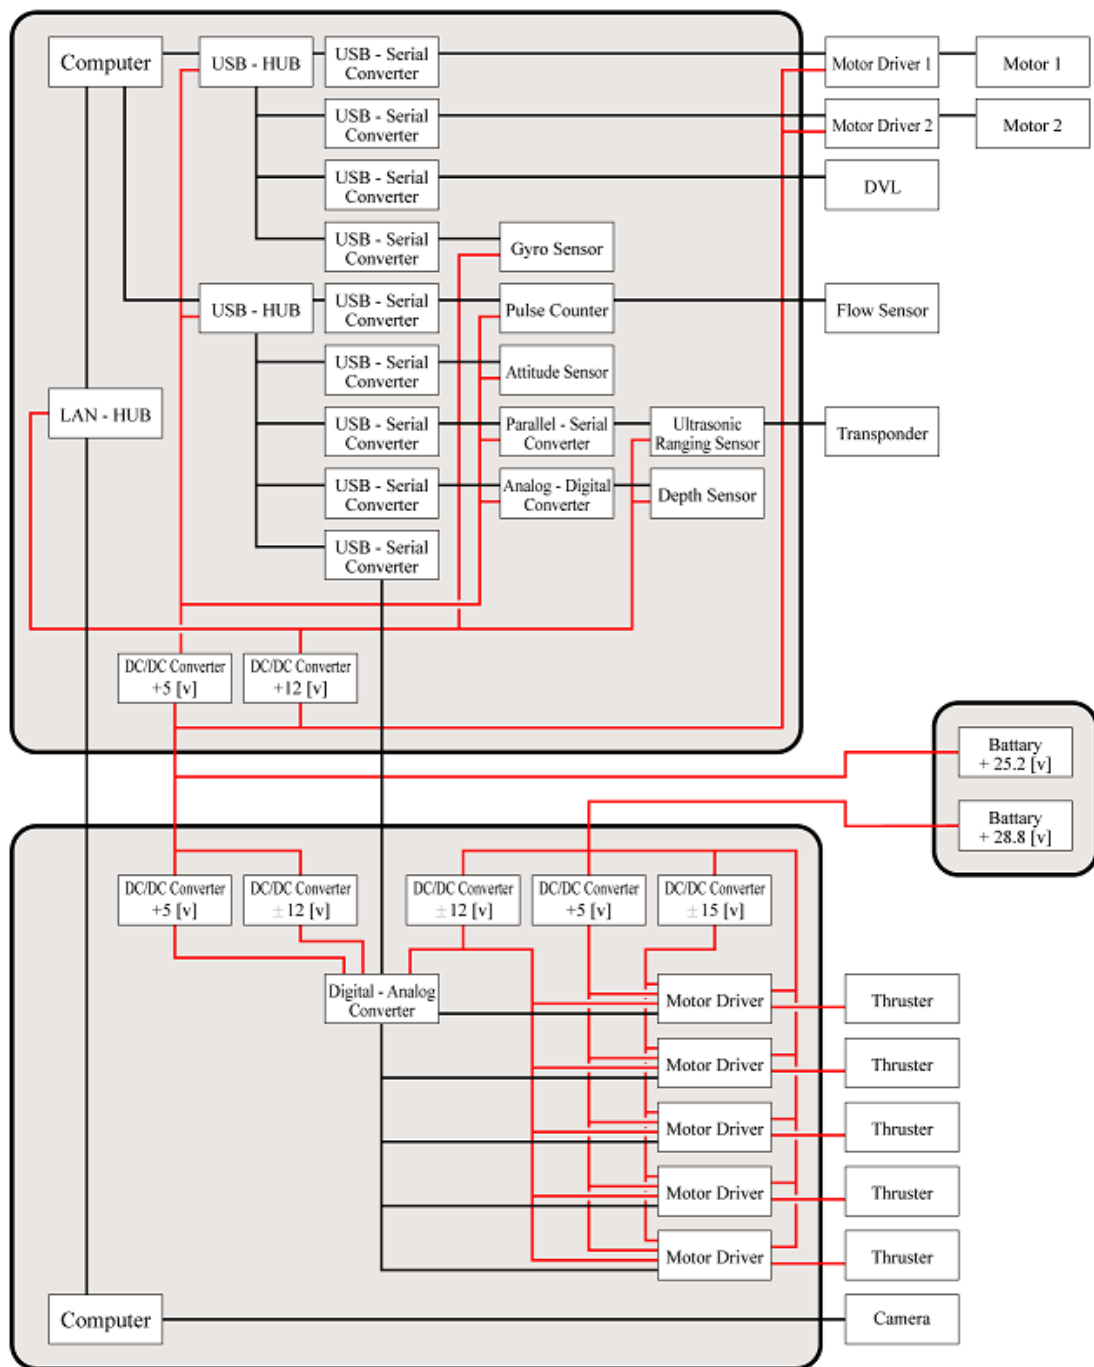 Computer
USB - HUB
USB - Serial
Converter
Motor Driver 1
Motor 1
USB - Serial
Converter
Motor Driver 2
Motor 2
USB - Serial
Converter
DVL
USB - Serial
Converter
Gyro Sensor
USB - HUB
USB - Serial
Converter
Pulse Counter
Flow Sensor
USB - Serial
Converter
Attitude Sensor
LAN - HUB
USB - Serial
Converter
Parallel - Serial
Converter
Ultrasonic
Ranging Sensor
Transponder
USB - Serial
Converter
Analog - Digital
Converter
Depth Sensor
USB - Serial
Converter
DC/DC Converter
+5 [v]
DC/DC Converter
+12 [v]
Battary
+ 25.2 [v]
Battary
+ 28.8 [v]
DC/DC Converter
+5 [v]
DC/DC Converter
±12 [v]
DC/DC Converter
±12 [v]
DC/DC Converter
+5 [v]
DC/DC Converter
±15 [v]
Digital - Analog
Converter
Motor Driver
Thruster
Motor Driver
Thruster
Motor Driver
Thruster
Motor Driver
Thruster
Motor Driver
Thruster
Computer
Camera